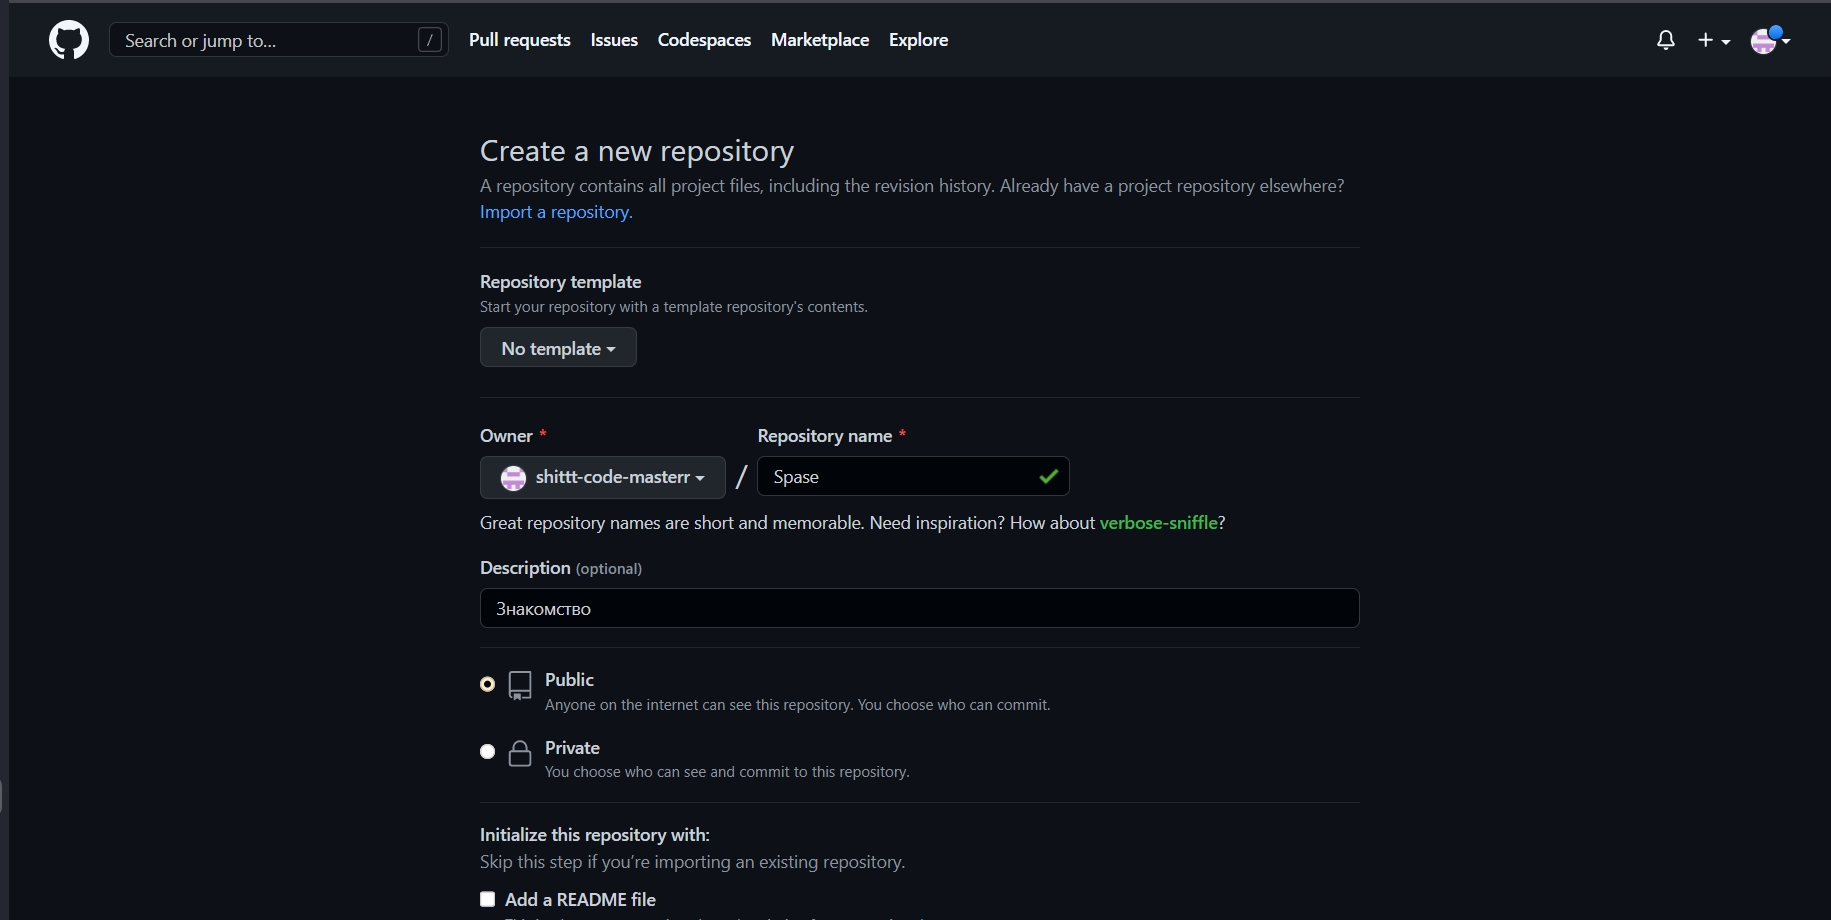 Search or jump to... /
Pull requests Issues Codespaces Marketplace Explore
Create a new repository
A repository contains all project files, including the revision history. Already have a project repository elsewhere?
Import a repository.
Repository template
Start your repository with a template repository's contents.
No template
Owner * Repository name *
shittt-code-masterr / Spase
Great repository names are short and memorable. Need inspiration? How about verbose-sniffle?
Description (optional)
Знакомство
Public
Anyone on the internet can see this repository. You choose who can commit.
Private
You choose who can see and commit to this repository.
Initialize this repository with:
Skip this step if you’re importing an existing repository.
Add a README file